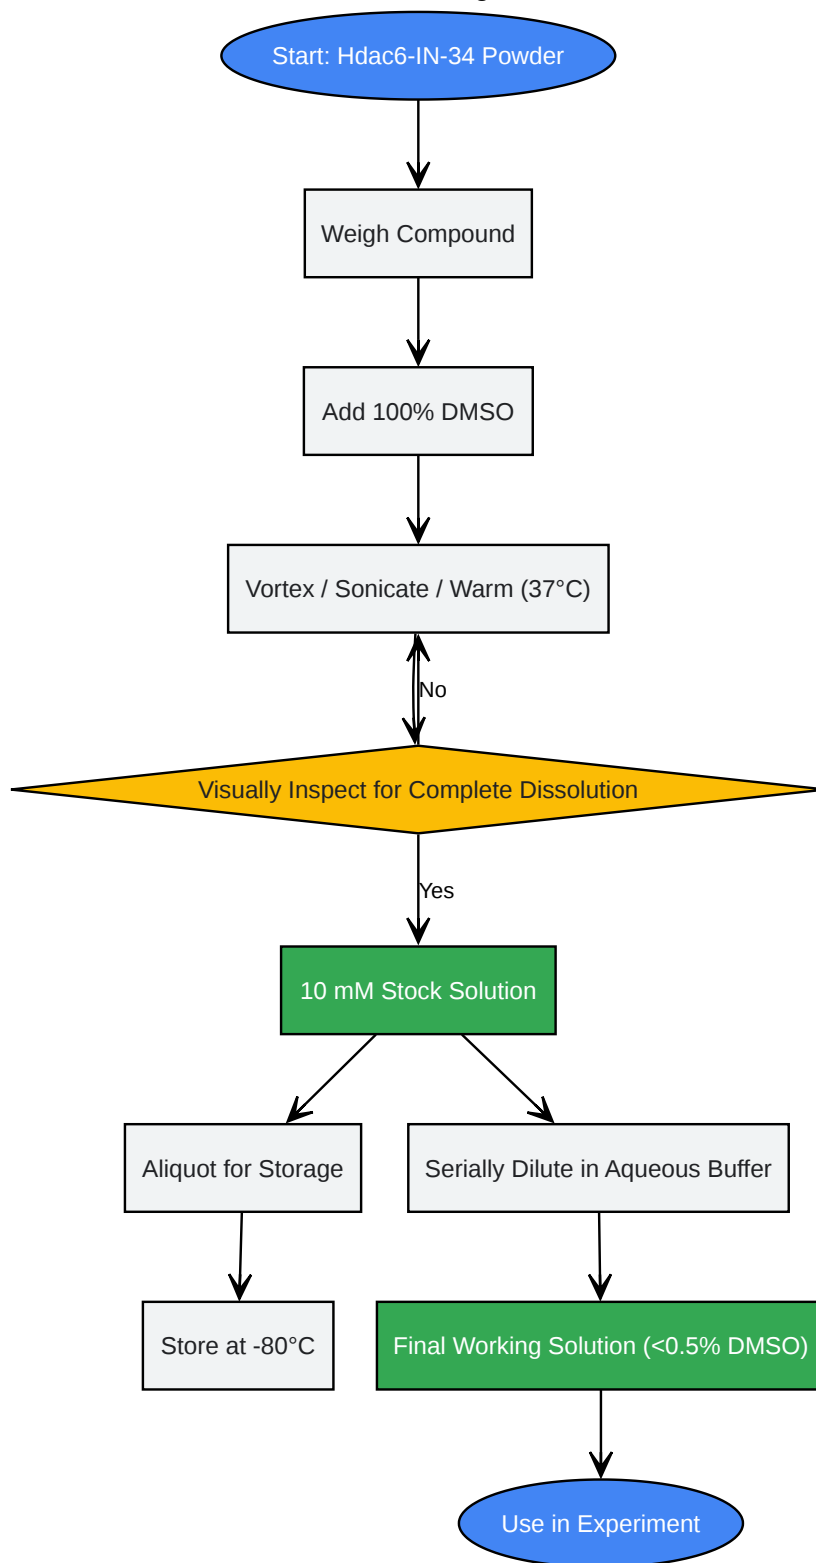 Start: Hdac6-IN-34 Powder
Weigh Compound
Add 100% DMSO
Vortex / Sonicate / Warm (37°C)
No
Visually Inspect for Complete Dissolution
Yes
10 mM Stock Solution
Aliquot for Storage
Serially Dilute in Aqueous Buffer
Store at -80°C
Final Working Solution (<0.5% DMSO)
Use in Experiment